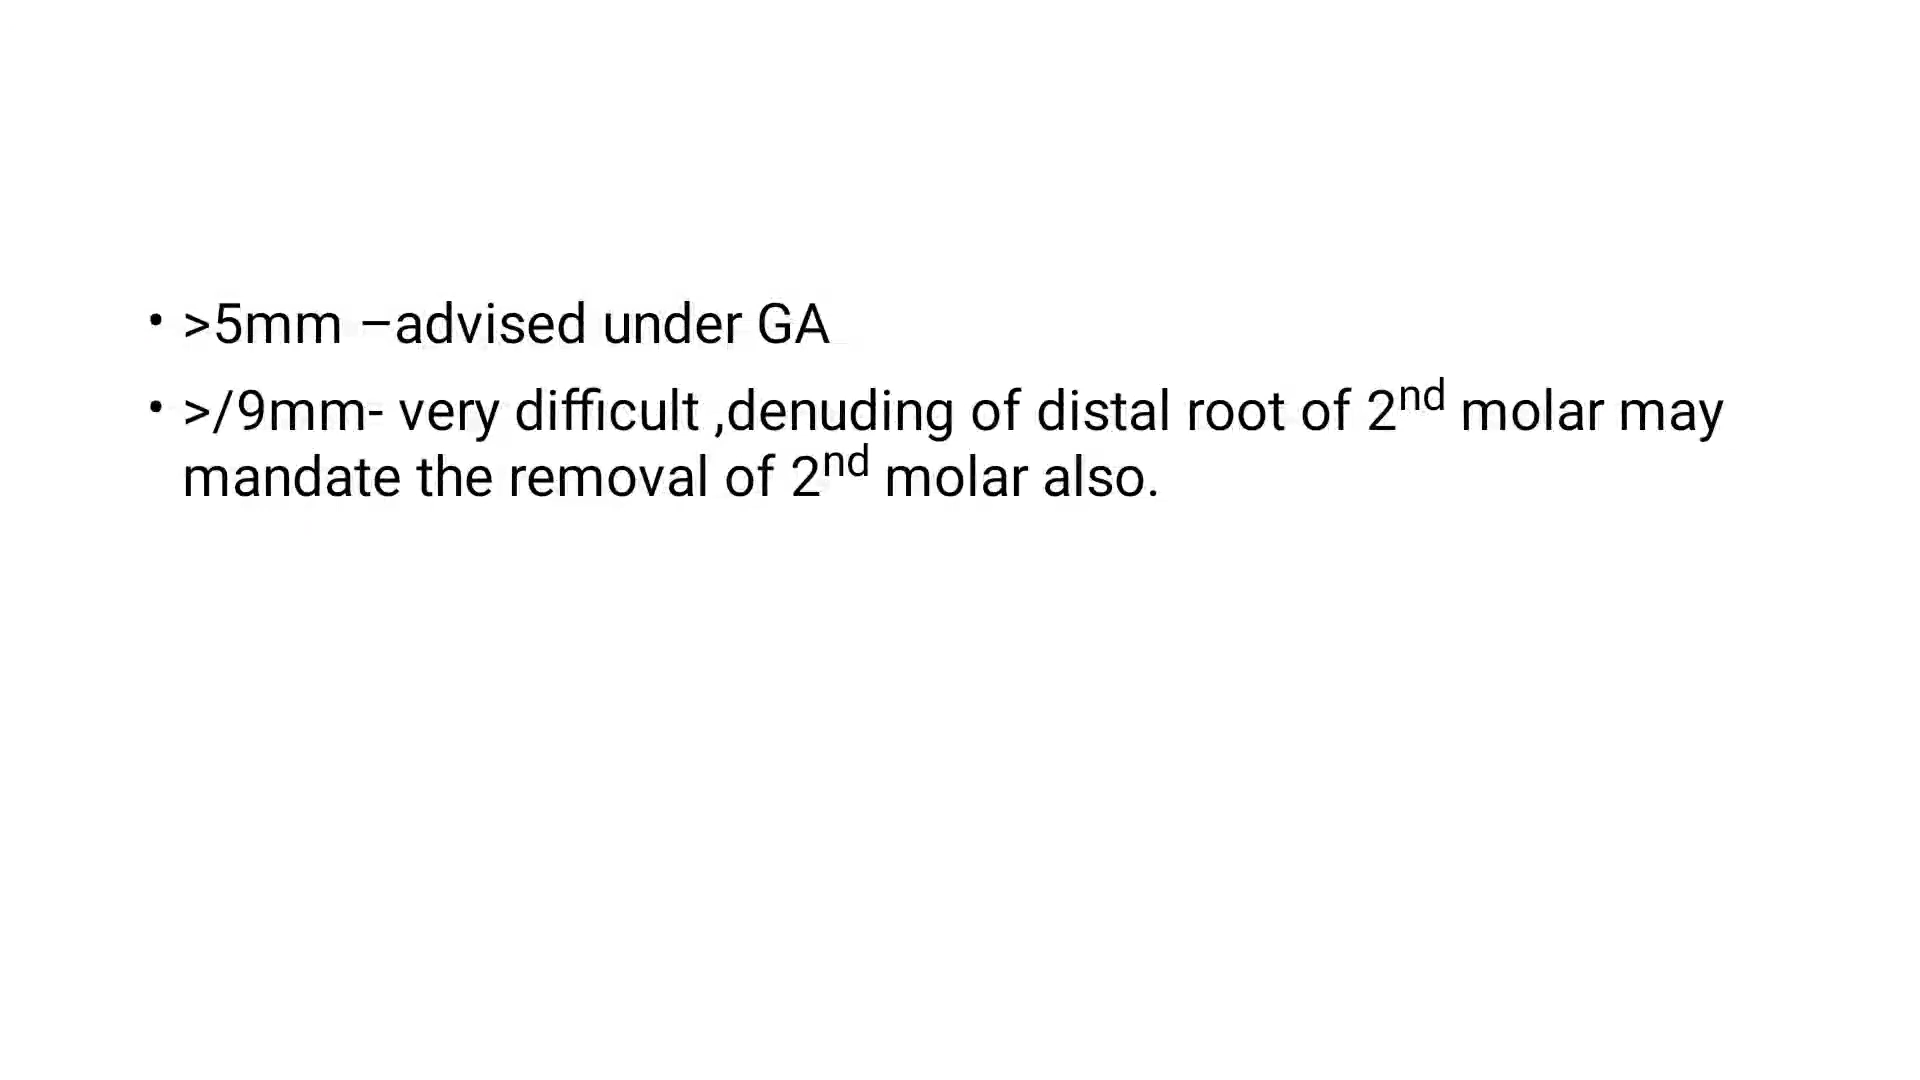 • >5mm –advised under GA
• >/9mm- very difficult ,denuding of distal root of 2nd molar may
mandate the removal of 2nd molar also.